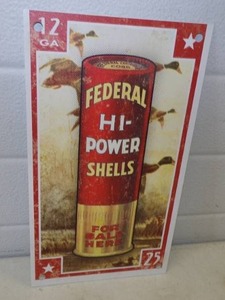 12
GA
FEDERAL
HI-
POWER
SHELLS
FOR
SALE
HERE
25